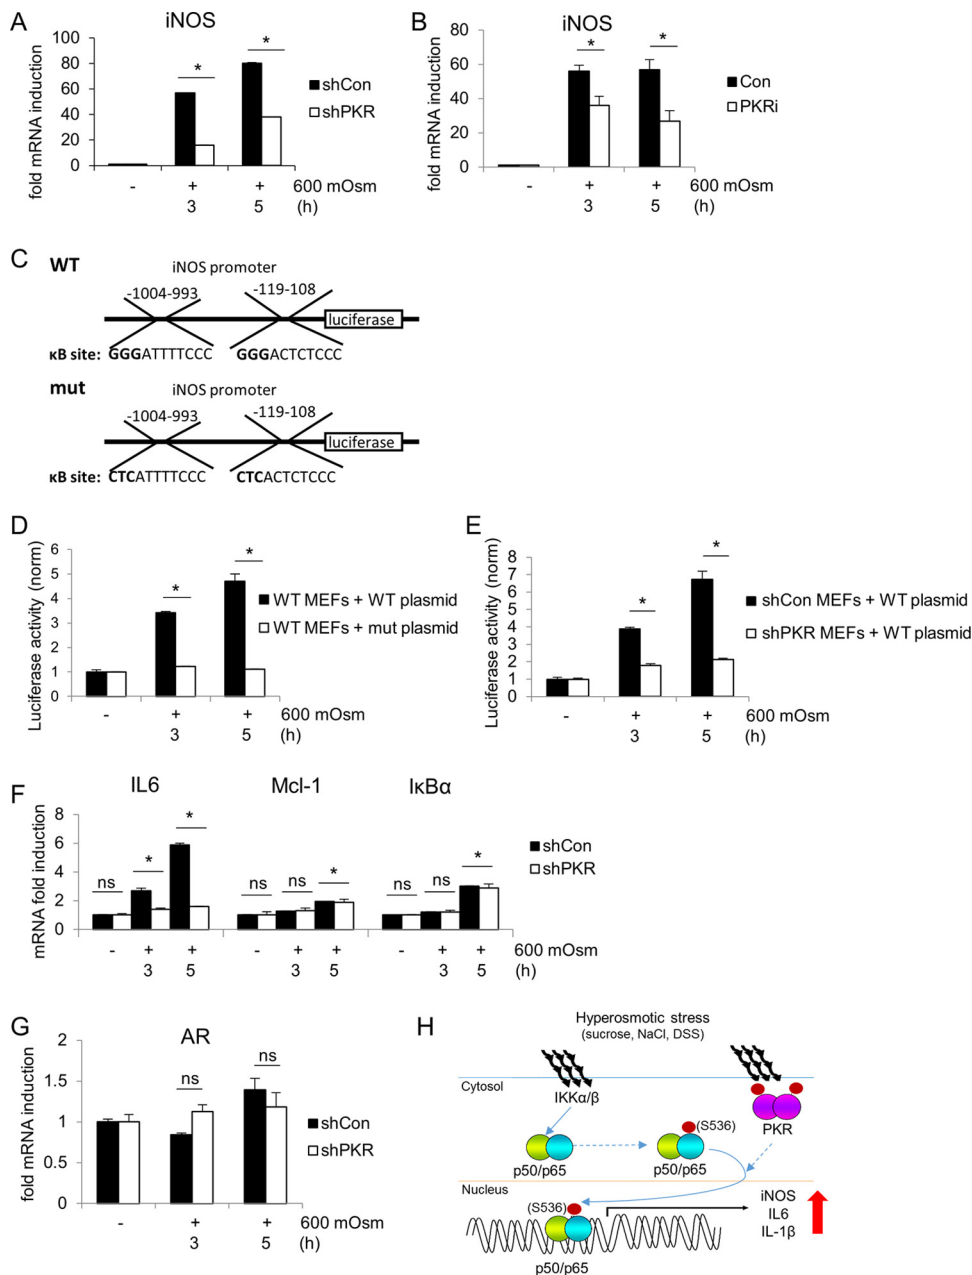 A
iNOS
fold mRNA induction
100
80
60
40
20
0
*
*
shCon
shPKR
- + + 600 mOsm
3 5 (h)
B
iNOS
fold mRNA induction
80
60
40
20
0
*
*
Con
PKRi
- + + 600 mOsm
3 5 (h)
C
WT
iNOS promoter
-1004-993 -119-108
luciferase
κB site: GGGATTTTCCC GGGACTCTCCC
mut
iNOS promoter
-1004-993 -119-108
luciferase
κB site: CTCATTTTCCC CTCACTCTCCC
D
Luciferase activity (norm)
6
5
4
3
2
1
0
*
*
WT MEFs + WT plasmid
WT MEFs + mut plasmid
- + + 600 mOsm
3 5 (h)
E
Luciferase activity (norm)
8
7
6
5
4
3
2
1
0
*
*
shCon MEFs + WT plasmid
shPKR MEFs + WT plasmid
- + + 600 mOsm
3 5 (h)
F
IL6 Mcl-1 IκBα
mRNA fold induction
8
6
4
2
0
ns * * ns ns * ns ns *
shCon
shPKR
- + + - + + - + + 600 mOsm
3 5 3 5 3 5 (h)
G
AR
fold mRNA induction
2
1.5
1
0.5
0
ns
ns
shCon
shPKR
- + + 600 mOsm
3 5 (h)
H
Hyperosmotic stress
(sucrose, NaCl, DSS)
Cytosol
IKKα/β
PKR
(S536)
p50/p65 p50/p65
Nucleus
(S536)
iNOS
IL6
IL-1β
p50/p65